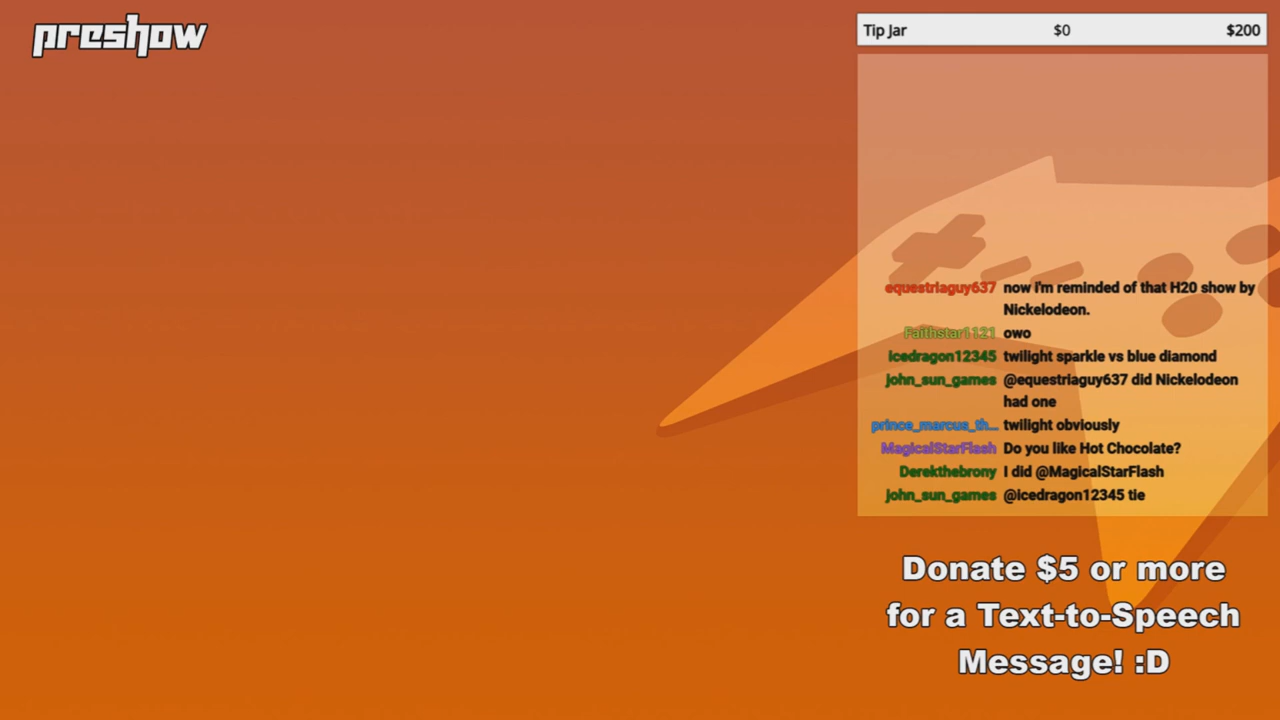 preshow
Tip Jar $0 $200
equestriaguy637 now i'm reminded of that H20 show by
Nickelodeon.
Faithstar1121 owo
icedragon12345 twilight sparkle vs blue diamond
john_sun_games @equestriaguy637 did Nickelodeon
had one
prince_marcus_th... twilight obviously
MagicalStarFlash Do you like Hot Chocolate?
Derekthebrony I did @MagicalStarFlash
john_sun_games @icedragon12345 tie
Donate $5 or more
for a Text-to-Speech
Message! :D